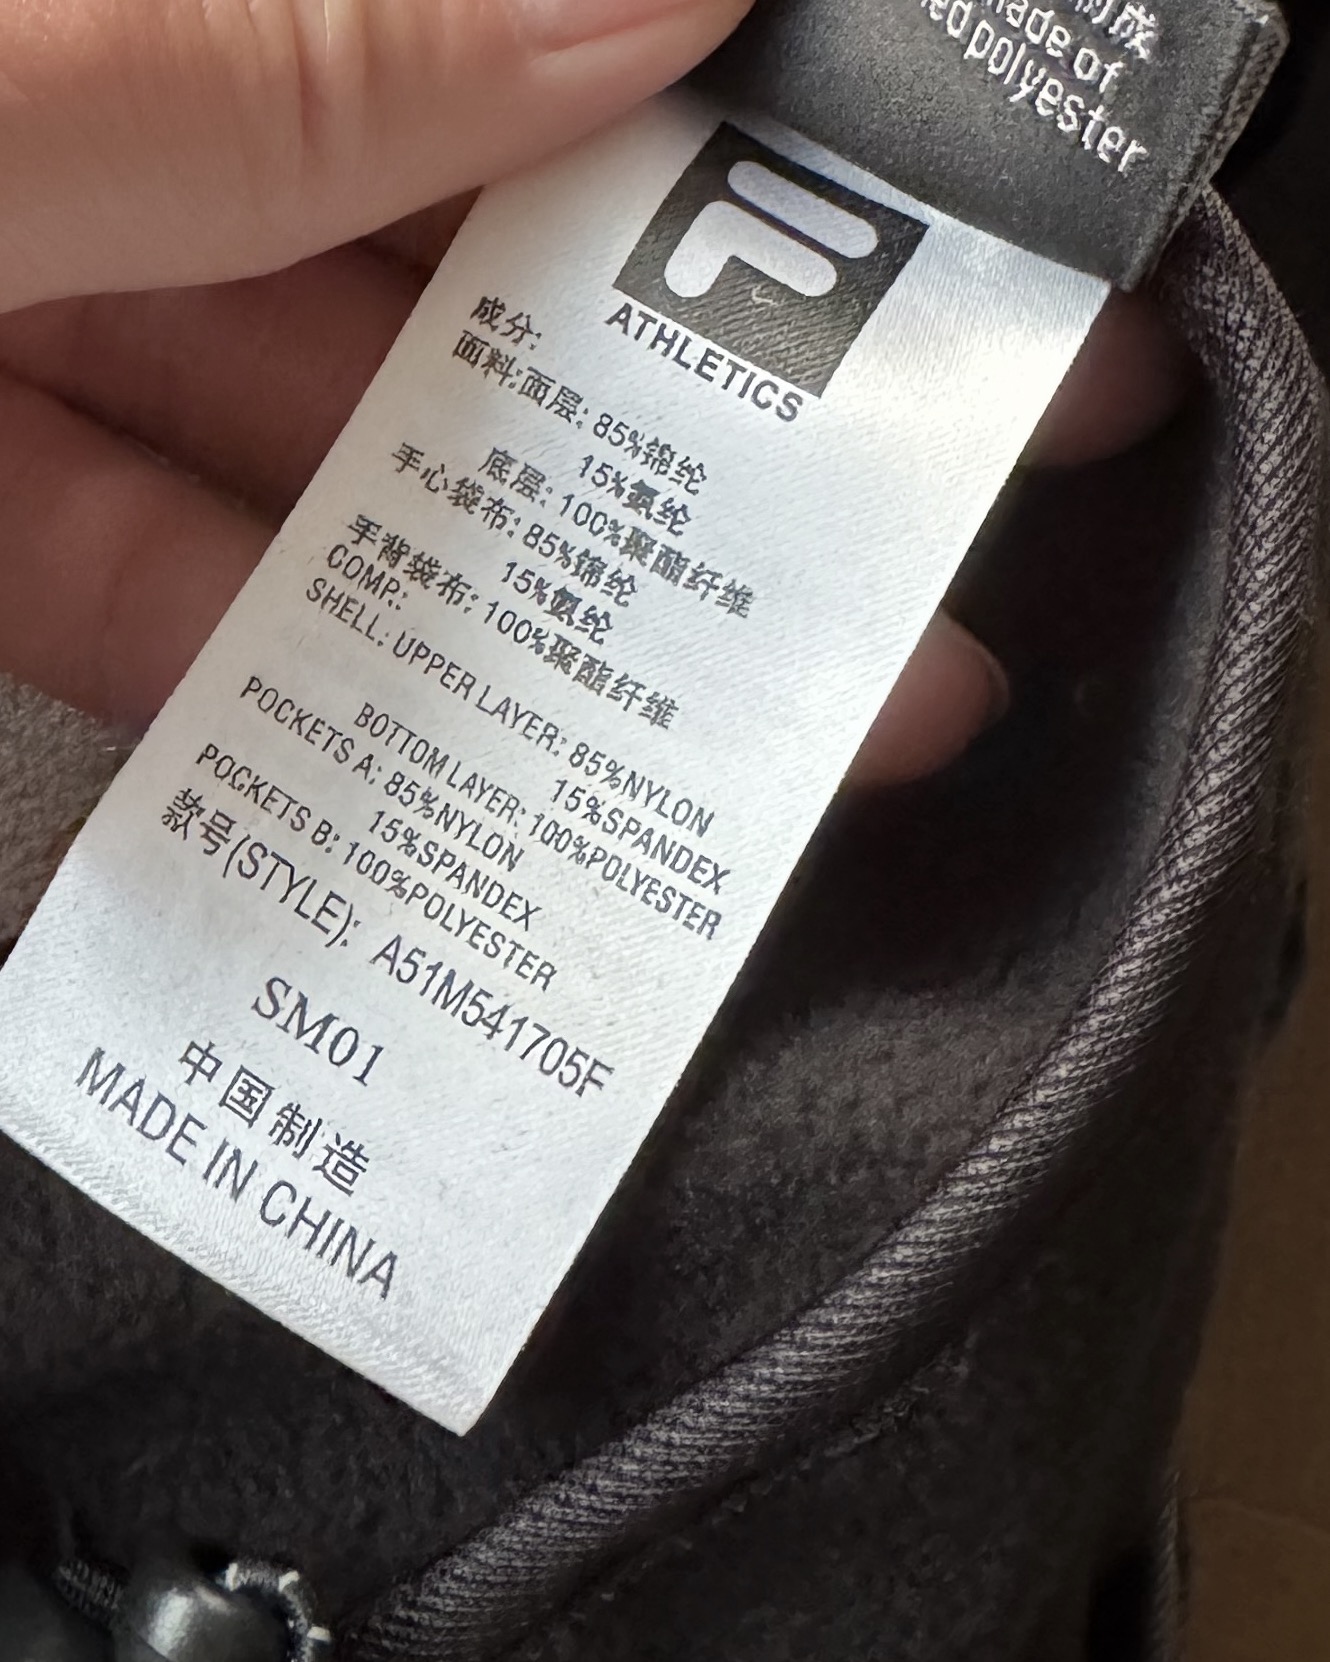 制成
made of
polyester
F
ATHLETICS
成分:
面料:面层: 85%锦纶
15%氨纶
底层: 100%聚酯纤维
手心袋布: 85%锦纶
15%氨纶
手背袋布: 100%聚酯纤维
COMP.:
SHELL: UPPER LAYER: 85%NYLON
15%SPANDEX
BOTTOM LAYER: 100%POLYESTER
POCKETS A: 85%NYLON
15%SPANDEX
POCKETS B: 100%POLYESTER
款号(STYLE): A51M541705F
SM01
中国制造
MADE IN CHINA